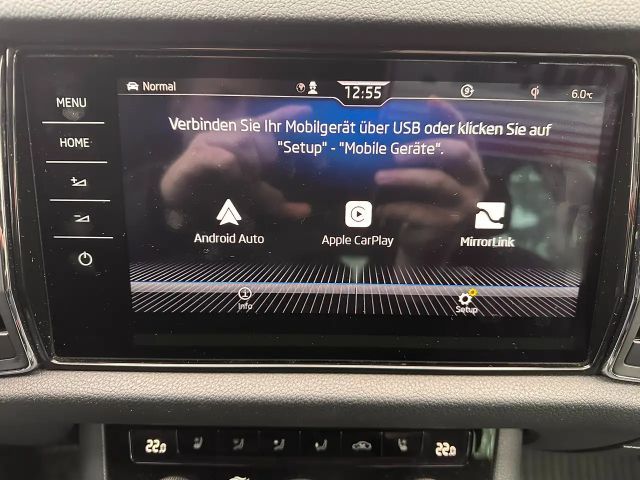 Normal
12:55
6.0°C
MENU
HOME
Verbinden Sie Ihr Mobilgerät über USB oder klicken Sie auf
"Setup" - "Mobile Geräte".
Android Auto
Apple CarPlay
MirrorLink
Info
Setup
22.0
22.0